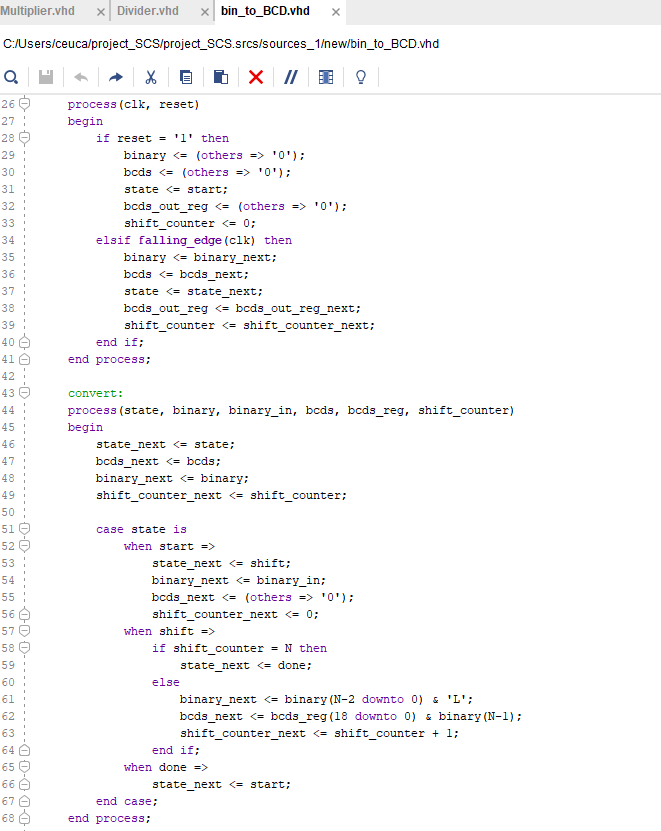 Multiplier.vhd × Divider.vhd × bin_to_BCD.vhd ×
C:/Users/ceuca/project_SCS/project_SCS.srcs/sources_1/new/bin_to_BCD.vhd
26 process(clk, reset)
27 begin
28 if reset = '1' then
29 binary <= (others => '0');
30 bcds <= (others => '0');
31 state <= start;
32 bcds_out_reg <= (others => '0');
33 shift_counter <= 0;
34 elsif falling_edge(clk) then
35 binary <= binary_next;
36 bcds <= bcds_next;
37 state <= state_next;
38 bcds_out_reg <= bcds_out_reg_next;
39 shift_counter <= shift_counter_next;
40 end if;
41 end process;
42
43 convert:
44 process(state, binary, binary_in, bcds, bcds_reg, shift_counter)
45 begin
46 state_next <= state;
47 bcds_next <= bcds;
48 binary_next <= binary;
49 shift_counter_next <= shift_counter;
50
51 case state is
52 when start =>
53 state_next <= shift;
54 binary_next <= binary_in;
55 bcds_next <= (others => '0');
56 shift_counter_next <= 0;
57 when shift =>
58 if shift_counter = N then
59 state_next <= done;
60 else
61 binary_next <= binary(N-2 downto 0) & 'L';
62 bcds_next <= bcds_reg(18 downto 0) & binary(N-1);
63 shift_counter_next <= shift_counter + 1;
64 end if;
65 when done =>
66 state_next <= start;
67 end case;
68 end process;